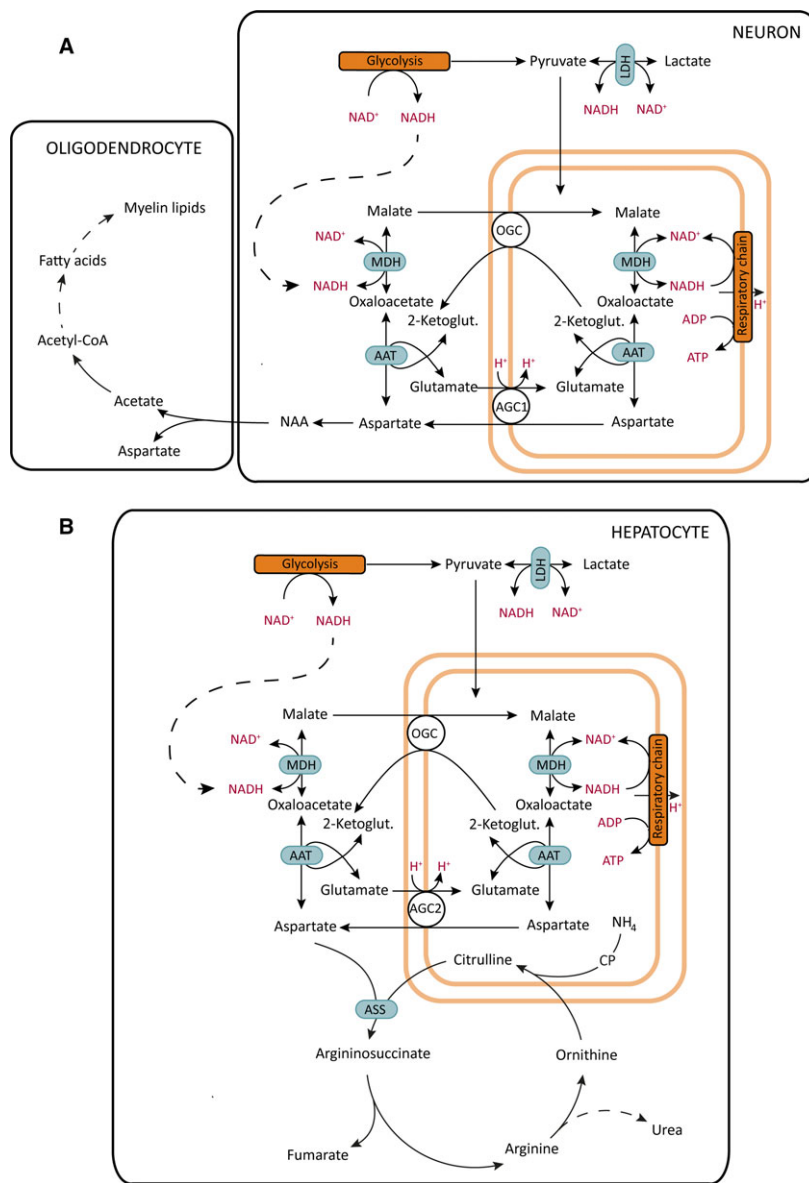 A
NEURON
Glycolysis
Pyruvate
LDH
Lactate
NAD⁺
NADH
NADH
NAD⁺
OLIGODENDROCYTE
Myelin lipids
Fatty acids
Acetyl-CoA
Acetate
Aspartate
Malate
OGC
Malate
NAD⁺
MDH
NADH
Oxaloacetate
MDH
NAD⁺
NADH
Oxaloactate
Respiratory chain
H⁺
ADP
ATP
2-Ketoglut.
2-Ketoglut.
AAT
AAT
Glutamate
H⁺
H⁺
Glutamate
AGC1
NAA
Aspartate
Aspartate
B
HEPATOCYTE
Glycolysis
Pyruvate
LDH
Lactate
NAD⁺
NADH
NADH
NAD⁺
Malate
OGC
Malate
NAD⁺
MDH
NADH
Oxaloacetate
MDH
NAD⁺
NADH
Oxaloactate
Respiratory chain
H⁺
ADP
ATP
2-Ketoglut.
2-Ketoglut.
AAT
AAT
Glutamate
H⁺
H⁺
Glutamate
AGC2
Aspartate
Aspartate
NH₄
CP
Citrulline
ASS
Argininosuccinate
Ornithine
Fumarate
Arginine
Urea